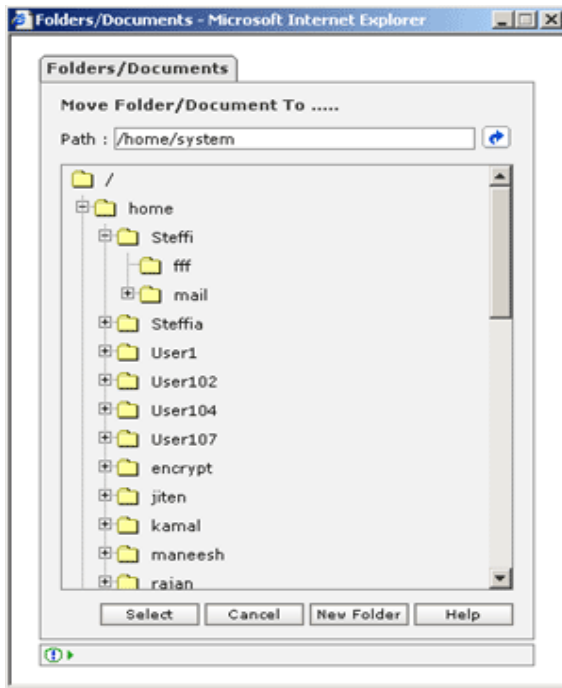 Folders/Documents - Microsoft Internet Explorer
Folders/Documents
Move Folder/Document To .....
Path : /home/system
/
home
Steffi
fff
mail
Steffia
User1
User102
User104
User107
encrypt
jiten
kamal
maneesh
rajan
Select Cancel New Folder Help